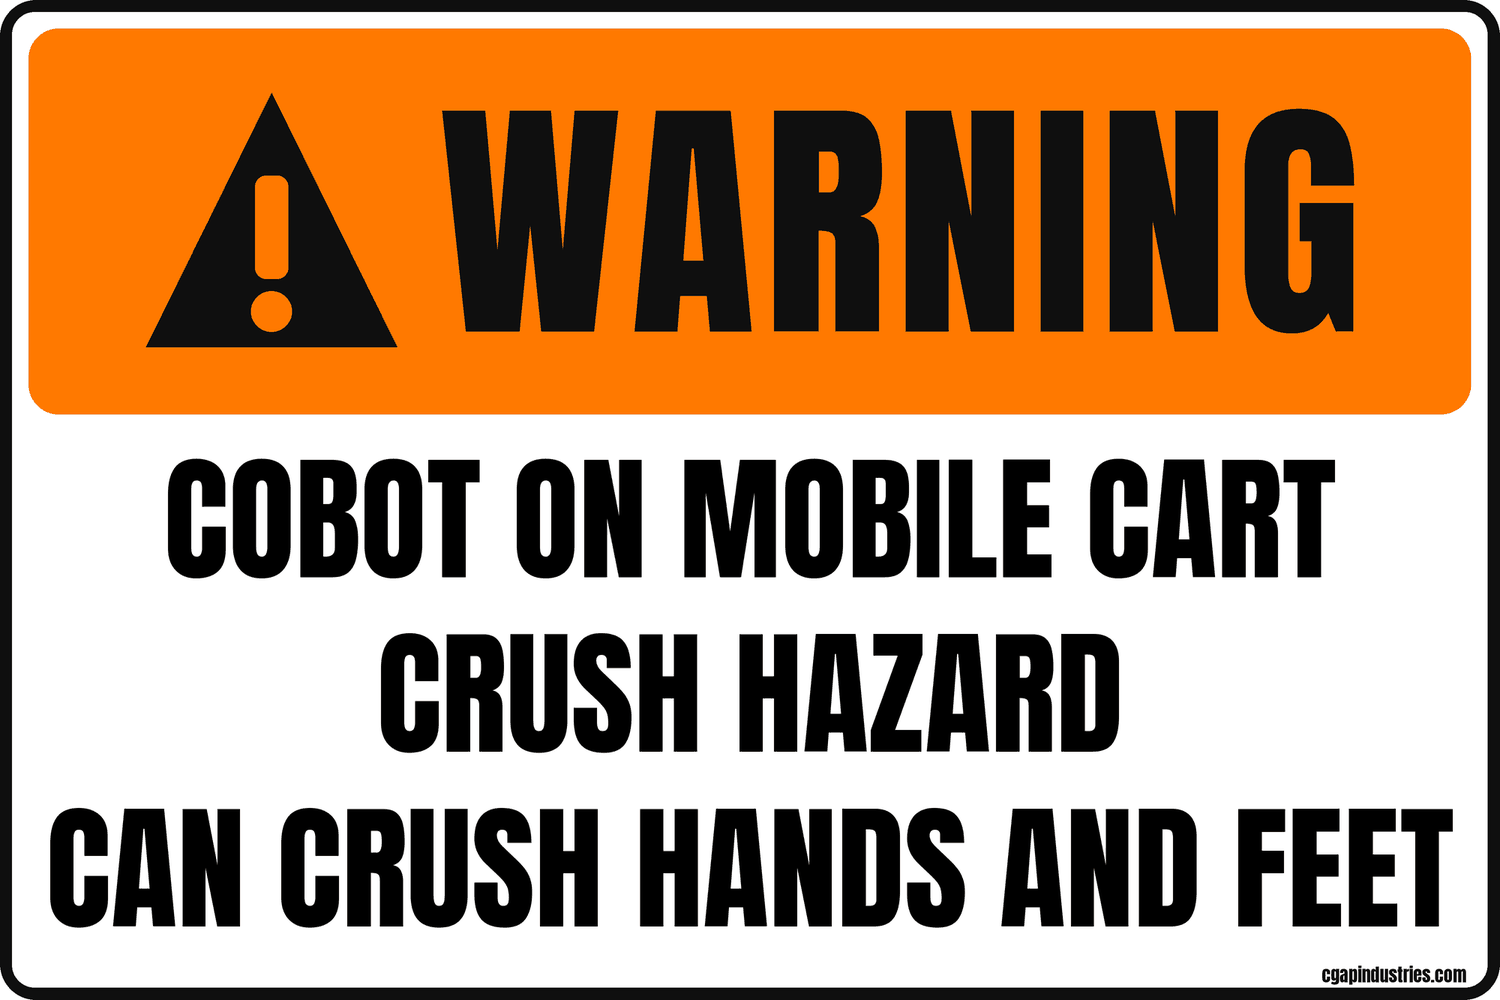 WARNING
COBOT ON MOBILE CART
CRUSH HAZARD
CAN CRUSH HANDS AND FEET
cgapindustries.com